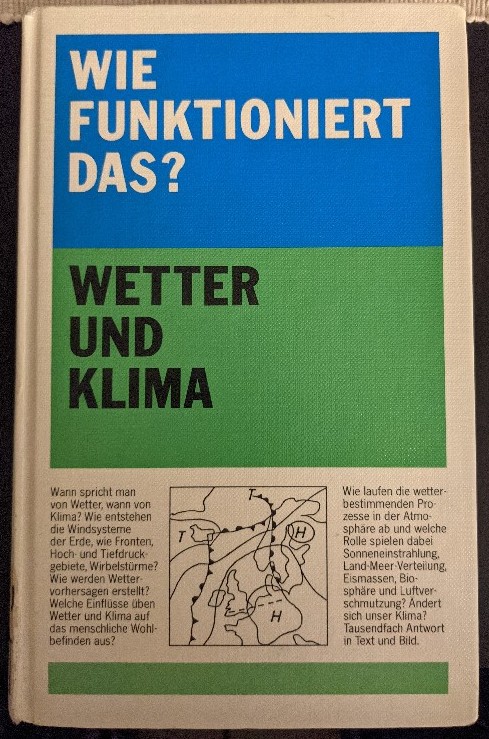 WIE
FUNKTIONIERT
DAS?
WETTER
UND
KLIMA
Wann spricht man
von Wetter, wann von
Klima? Wie entstehen
die Windsysteme
der Erde, wie Fronten,
Hoch- und Tiefdruck-
gebiete, Wirbelstürme?
Wie werden Wetter-
vorhersagen erstellt?
Welche Einflüsse üben
Wetter und Klima auf
das menschliche Wohl-
befinden aus?
T
T
H
H
Wie laufen die wetter-
bestimmenden Pro-
zesse in der Atmo-
sphäre ab und welche
Rolle spielen dabei
Sonneneinstrahlung,
Land-Meer-Verteilung,
Eismassen, Bio-
sphäre und Luftver-
schmutzung? Ändert
sich unser Klima?
Tausendfach Antwort
in Text und Bild.